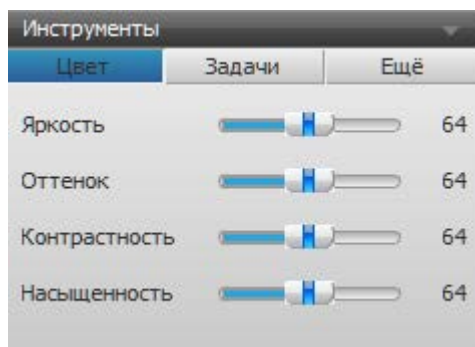 Инструменты
Цвет Задачи Ещё
Яркость 64
Оттенок 64
Контрастность 64
Насыщенность 64